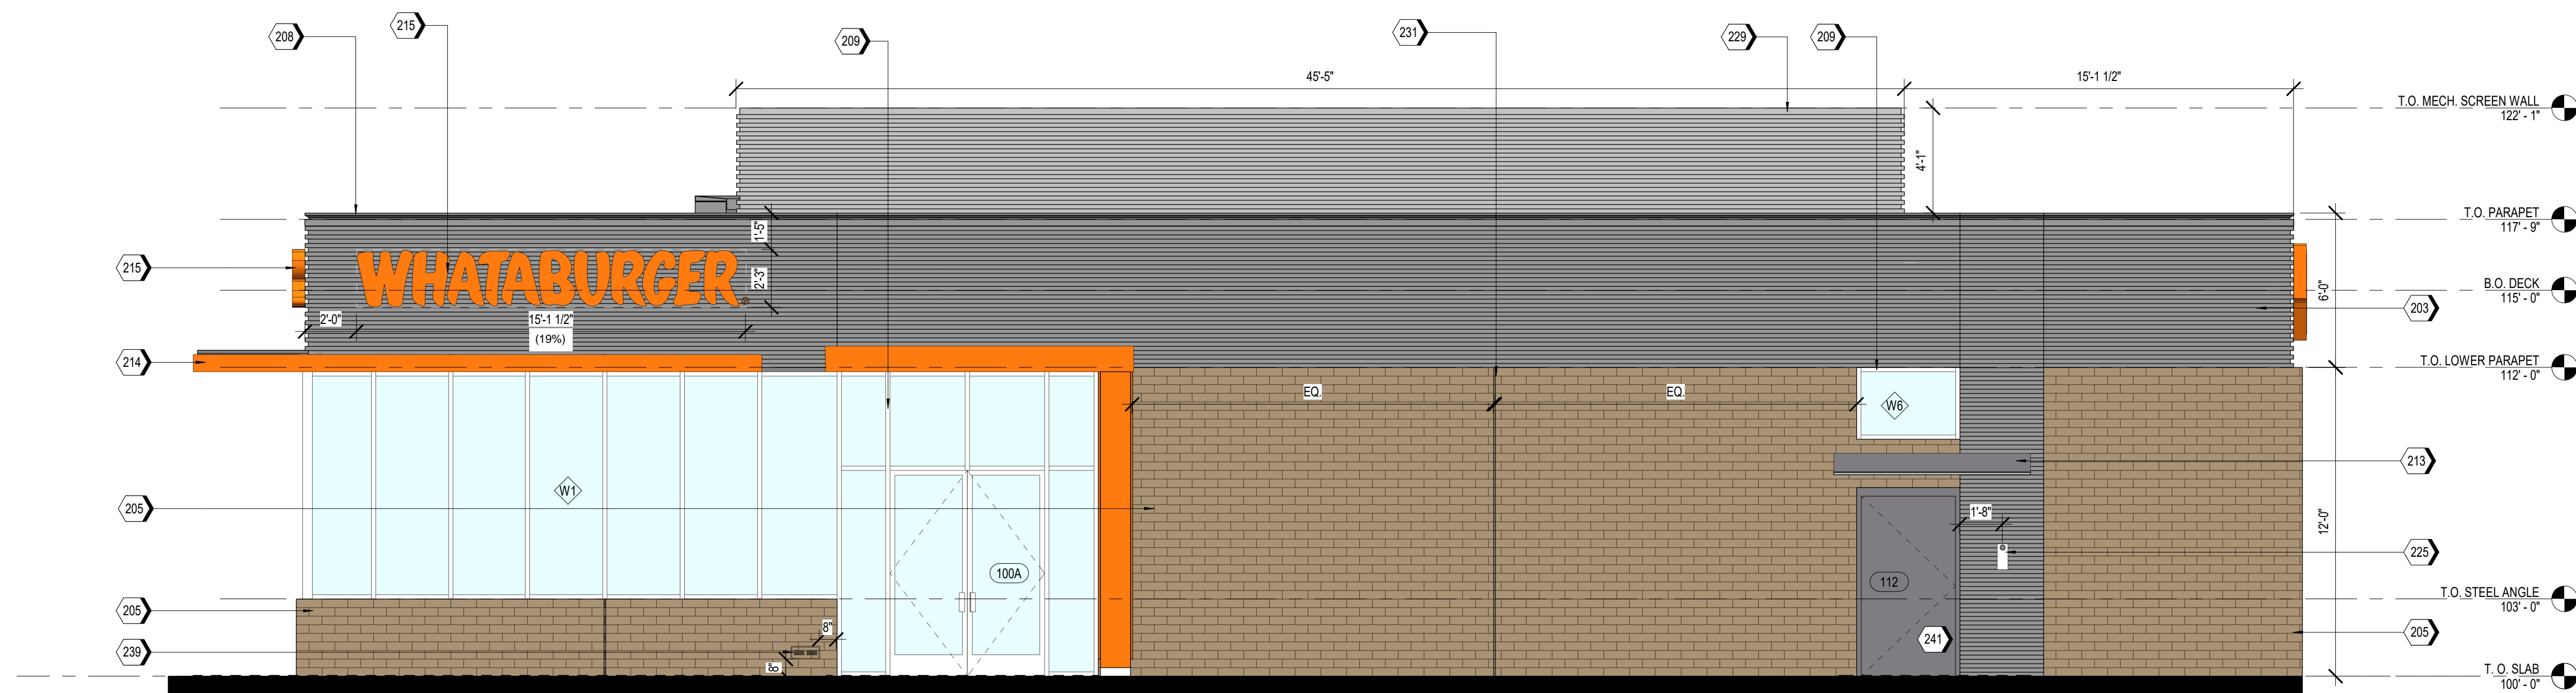 208
215
209
231
229
209
45'-5"
15'-1 1/2"
T.O. MECH. SCREEN WALL
122' - 1"
4'-1"
T.O. PARAPET
117' - 9"
1'-5"
215
WHATABURGER
®
2'-3"
B.O. DECK
115' - 0"
6'-0"
203
2'-0"
15'-1 1/2"
(19%)
214
T.O. LOWER PARAPET
112' - 0"
EQ.
EQ.
W6
213
W1
205
1'-8"
12'-0"
225
100A
112
T.O. STEEL ANGLE
103' - 0"
205
8"
241
205
239
8"
T. O. SLAB
100' - 0"